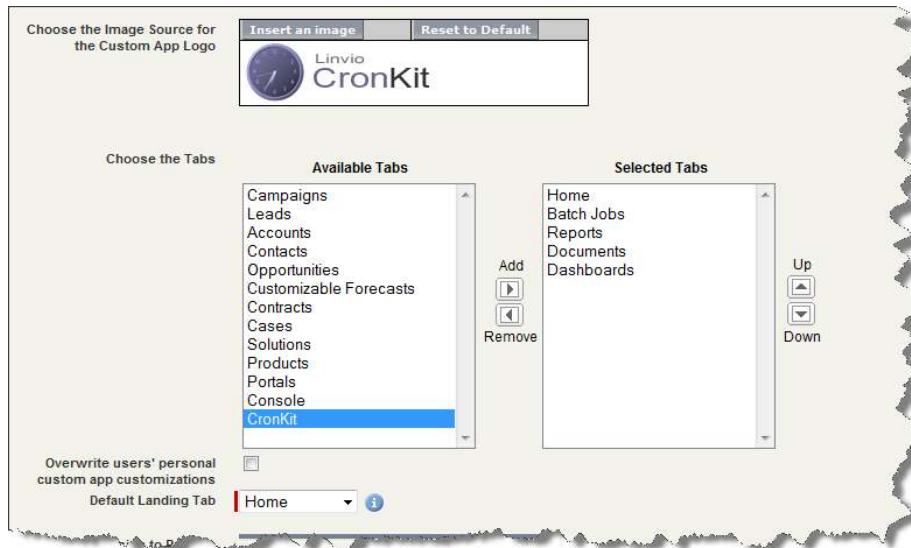 Choose the Image Source for
the Custom App Logo
Insert an image
Reset to Default
Linvio
CronKit
Choose the Tabs
Available Tabs
Selected Tabs
Campaigns
Leads
Accounts
Contacts
Opportunities
Customizable Forecasts
Contracts
Cases
Solutions
Products
Portals
Console
CronKit
Add
Remove
Home
Batch Jobs
Reports
Documents
Dashboards
Up
Down
Overwrite users' personal
custom app customizations
Default Landing Tab
Home